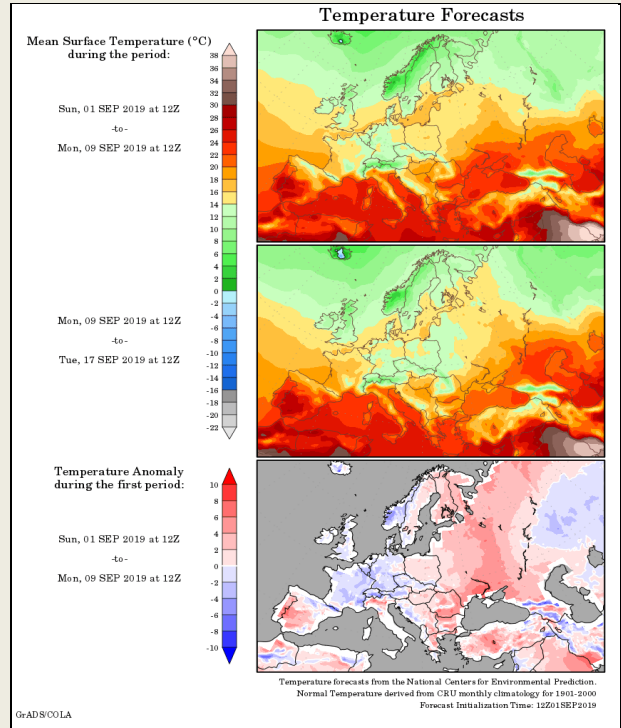 Temperature Forecasts
Mean Surface Temperature (°C)
during the period:
Sun, 01 SEP 2019 at 12Z
-to-
Mon, 09 SEP 2019 at 12Z
38
36
34
32
30
28
26
24
22
20
18
16
14
12
10
8
6
4
2
0
-2
-4
-6
-8
-10
-12
-14
-16
-18
-20
-22
Mon, 09 SEP 2019 at 12Z
-to-
Tue, 17 SEP 2019 at 12Z
Temperature Anomaly
during the first period:
Sun, 01 SEP 2019 at 12Z
-to-
Mon, 09 SEP 2019 at 12Z
10
8
6
4
2
0
-2
-4
-6
-8
-10
Temperature forecasts from the National Centers for Environmental Prediction.
Normal Temperature derived from CRU monthly climatology for 1901-2000
Forecast Initialization Time: 12Z01SEP2019
GrADS/COLA